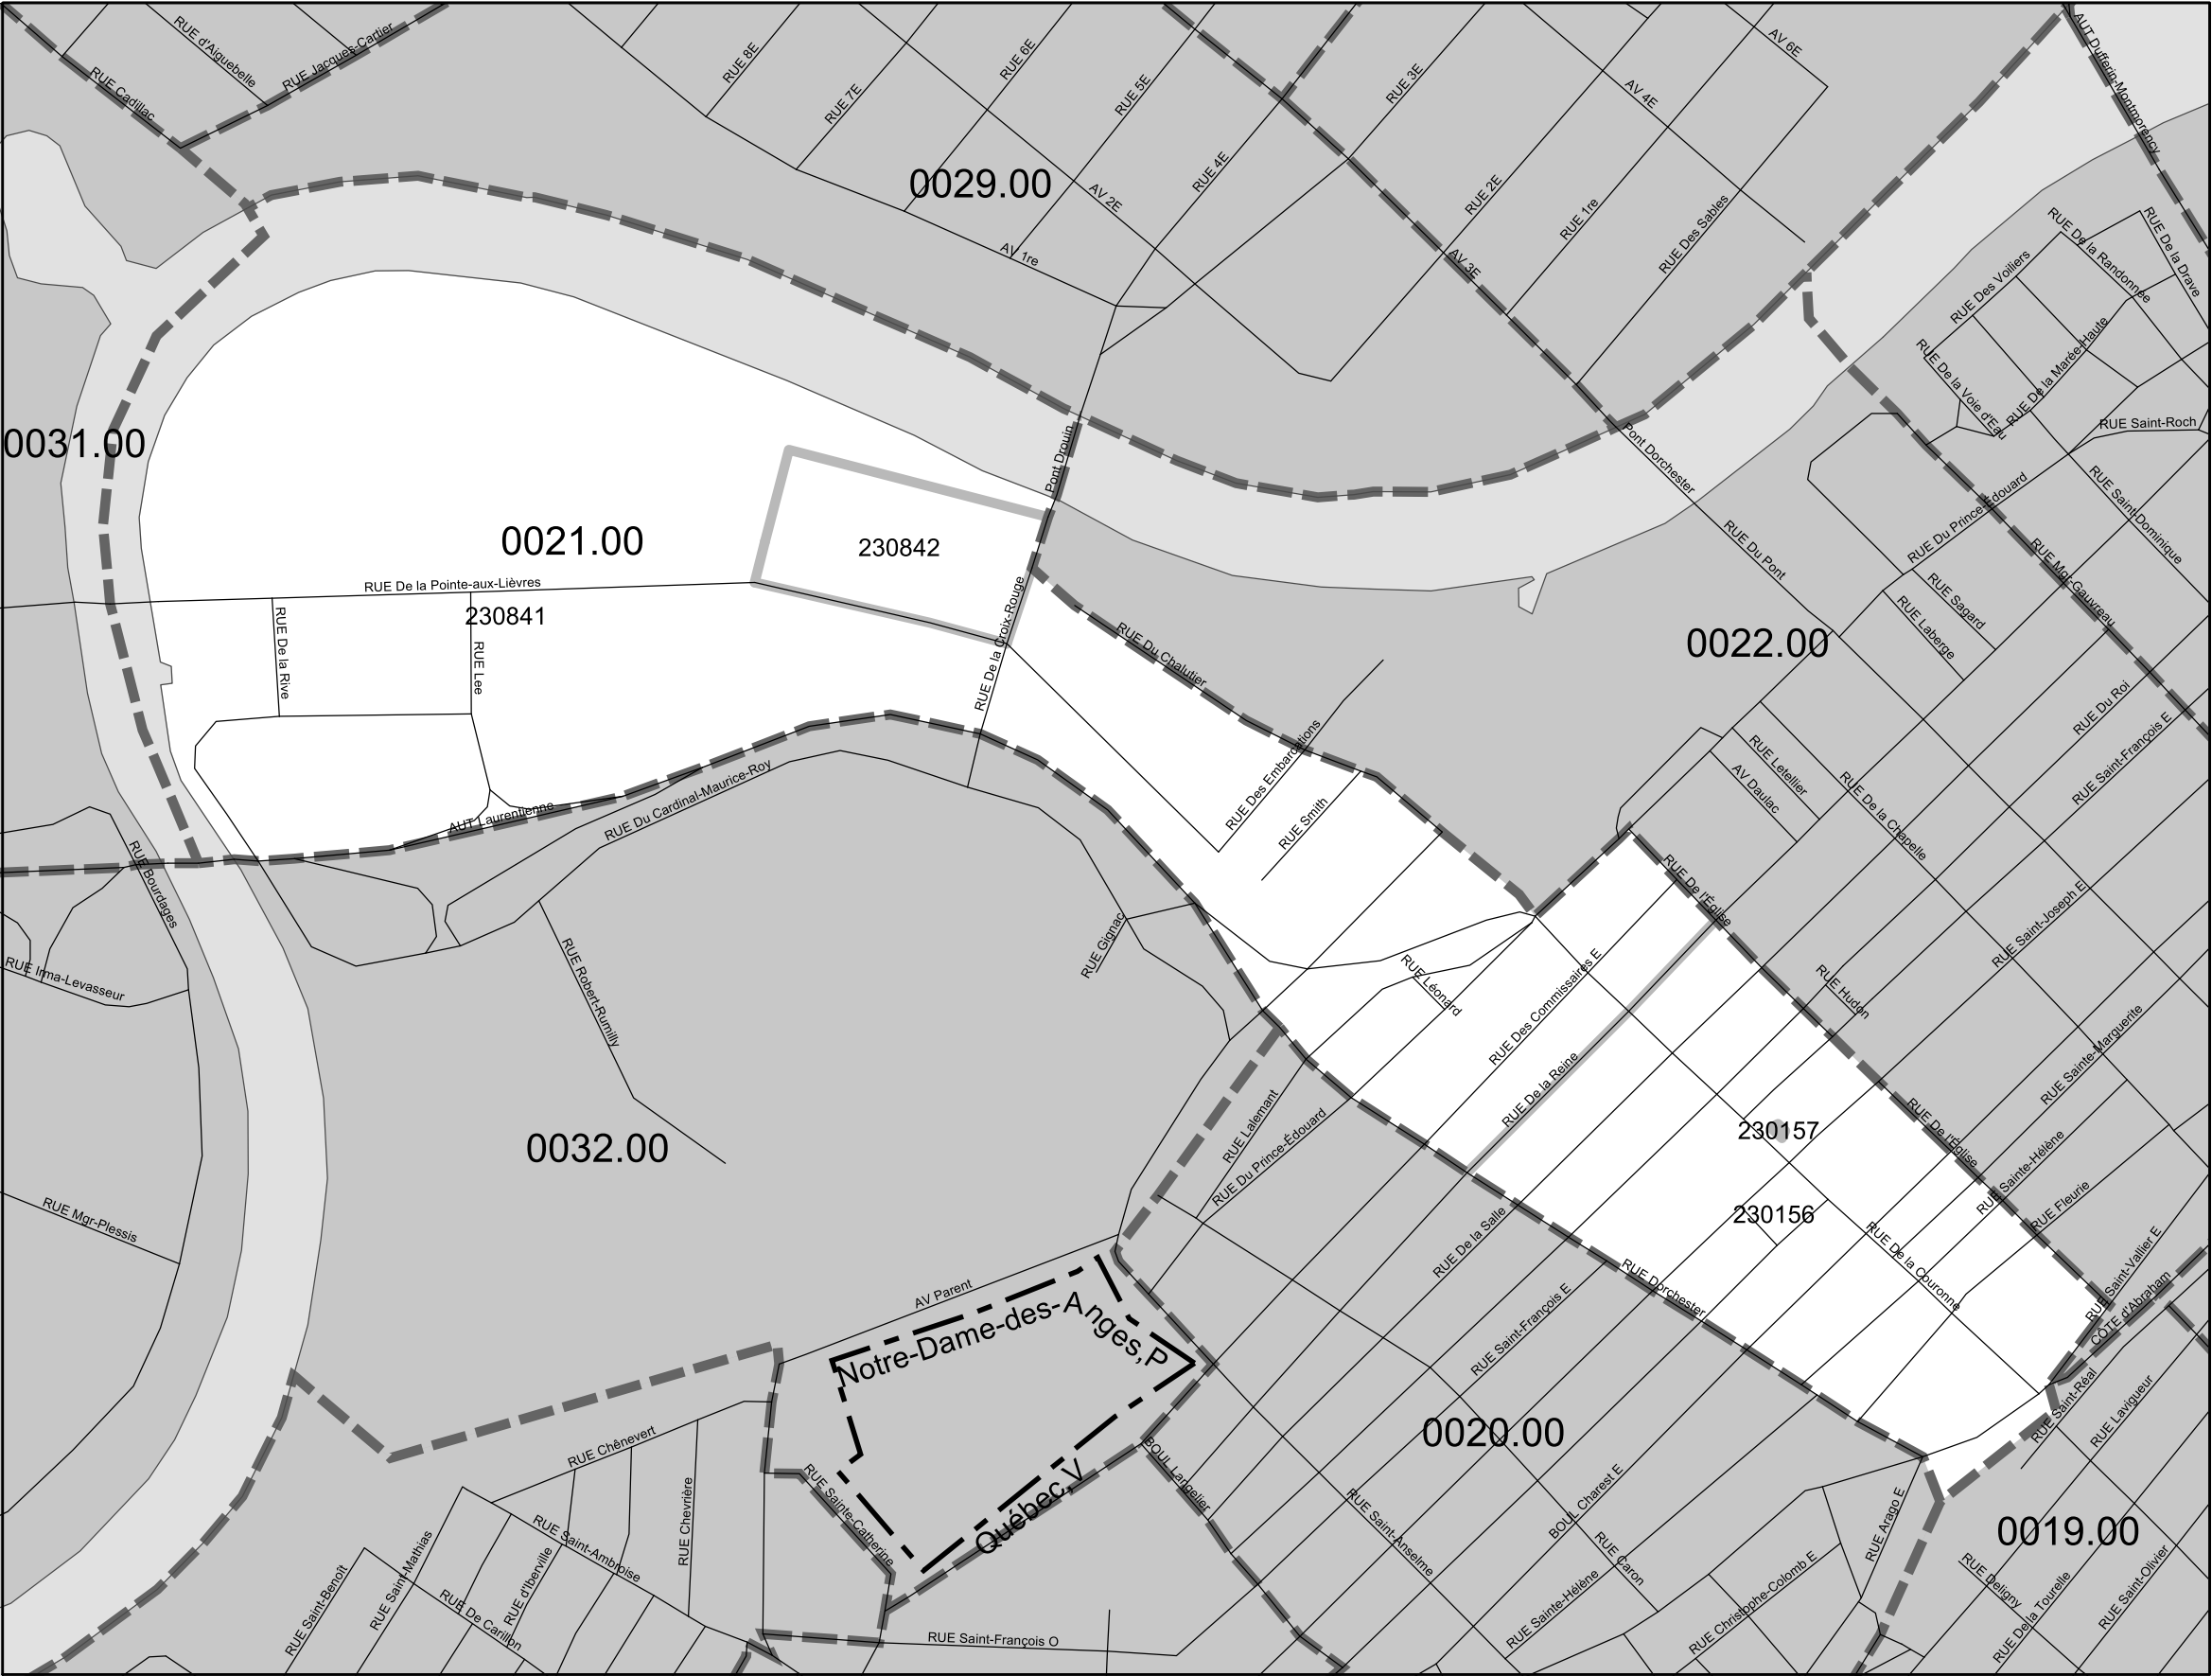 RUE d'Aiguebelle
RUE Jacques-Cartier
RUE Cadillac
RUE 8E
RUE 7E
RUE 6E
RUE 5E
RUE 4E
RUE 3E
RUE 2E
RUE 1re
RUE Des Sables
AV 6E
AV 4E
AV 3E
AV 2E
AV 1re
AUT Dufferin-Montmorency
0029.00
RUE De la Randonnée
RUE De la Drave
RUE Des Voiliers
RUE De la Marée-Haute
RUE De la Voie d'Eau
RUE Saint-Roch
0031.00
Pont Drouin
Pont Dorchester
RUE Du Pont
RUE Du Prince-Édouard
RUE Saint-Dominique
RUE Mgr-Gauvreau
0021.00
230842
RUE De la Pointe-aux-Lièvres
230841
RUE De la Rive
RUE Lee
RUE De la Croix-Rouge
RUE Du Chalutier
RUE Sagard
RUE Laberge
0022.00
RUE Du Roi
RUE Saint-François E
RUE Letellier
AV Daulac
RUE De la Chapelle
RUE Des Embarcations
RUE Smith
AUT Laurentienne
RUE Du Cardinal-Maurice-Roy
RUE Bourdages
RUE De l'Église
RUE Saint-Joseph E
RUE Gignac
RUE Irma-Levasseur
RUE Robert-Rumilly
RUE Léonard
RUE Des Commissaires E
RUE Hudon
RUE De la Reine
RUE Sainte-Marguerite
0032.00
RUE Lalemant
RUE Du Prince-Édouard
230157
RUE De l'Église
RUE Sainte-Hélène
RUE Fleurie
230156
RUE Mgr-Plessis
RUE De la Salle
RUE De la Couronne
RUE Saint-Vallier E
CÔTE d'Abraham
RUE Dorchester
AV Parent
Notre-Dame-des-Anges,P
Québec,V
RUE Saint-François E
0020.00
RUE Saint-Réal
RUE Lavigueur
RUE Chênevert
RUE Chevrière
RUE Sainte-Catherine
BOUL Langelier
RUE Saint-Anselme
BOUL Charest E
RUE Caron
RUE Arago E
0019.00
RUE Saint-Benoît
RUE Saint-Mathias
RUE Saint-Ambroise
RUE d'Iberville
RUE De Carillon
RUE Saint-François O
RUE Sainte-Hélène
RUE Christophe-Colomb E
RUE Deligny
RUE De la Tourelle
RUE Saint-Olivier